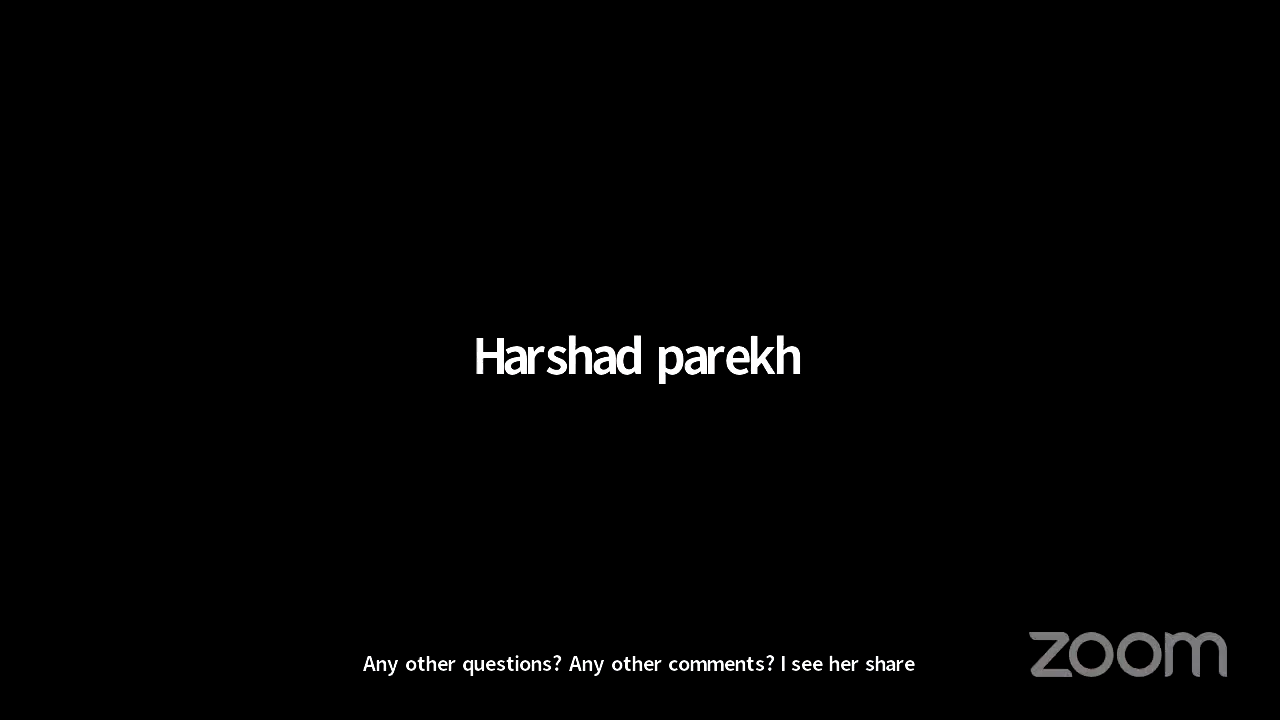 Harshad parekh
Any other questions? Any other comments? I see her share
zoom